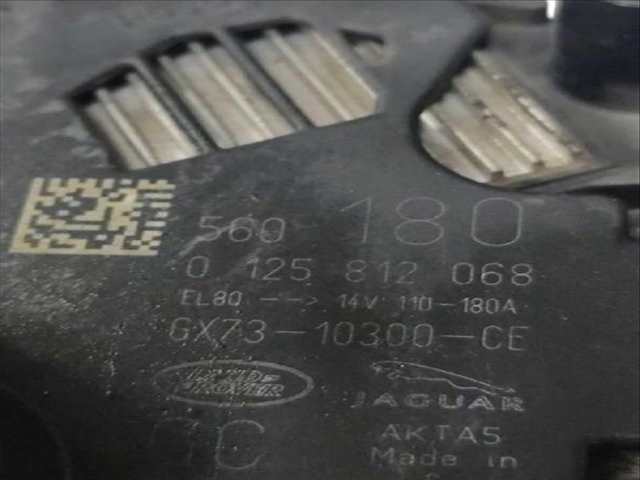 560 180
0 125 812 068
EL80 --> 14V 110-180A
GX73-10300-CE
LAND ROVER
JAGUAR
AKTAS
Made in